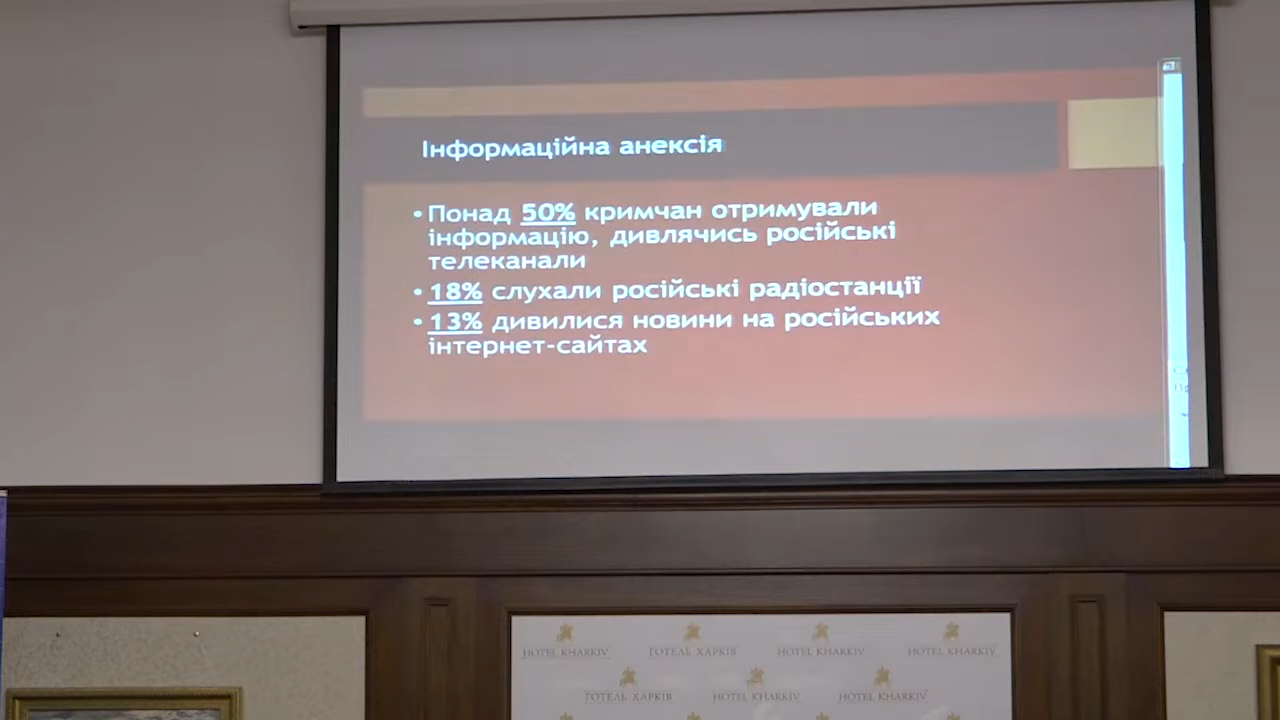 Інформаційна анексія
• Понад 50% кримчан отримували
інформацію, дивлячись російські
телеканали
• 18% слухали російські радіостанції
• 13% дивилися новини на російських
інтернет-сайтах
HOTEL KHARKIV ГОТЕЛЬ ХАРКІВ HOTEL KHARKIV HOTEL KHARKIV
ГОТЕЛЬ ХАРКІВ HOTEL KHARKIV HOTEL KHARKIV